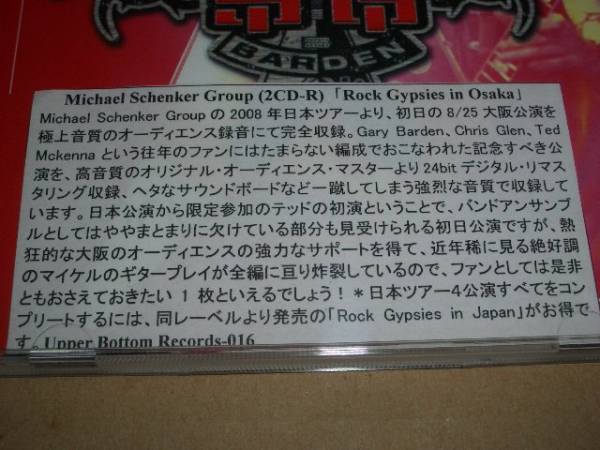 BARDEN
Michael Schenker Group (2CD-R) 「Rock Gypsies in Osaka」
Michael Schenker Group の 2008 年日本ツアーより、初日の 8/25 大阪公演を
極上音質のオーディエンス録音にて完全収録。Gary Barden, Chris Glen, Ted
Mckenna という往年のファンにはたまらない編成でおこなわれた記念すべき公
演を、高音質のオリジナル・オーディエンス・マスターより 24bit デジタル・リマス
タリング収録、ヘタなサウンドボードなど一蹴してしまう強烈な音質で収録して
います。日本公演から限定参加のテッドの初演ということで、バンドアンサンブ
ルとしてはややまとまりに欠けている部分も見受けられる初日公演ですが、熱
狂的な大阪のオーディエンスの強力なサポートを得て、近年稀に見る絶好調
のマイケルのギタープレイが全編に亘り炸裂しているので、ファンとしては是非
ともおさえておきたい 1 枚といえるでしょう！ ＊日本ツアー4公演すべてをコン
プリートするには、同レーベルより発売の「Rock Gypsies in Japan」がお得で
す。Upper Bottom Records-016